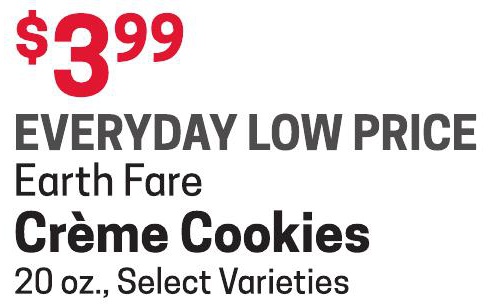 $3.99
EVERYDAY LOW PRICE
Earth Fare
Crème Cookies
20 oz., Select Varieties